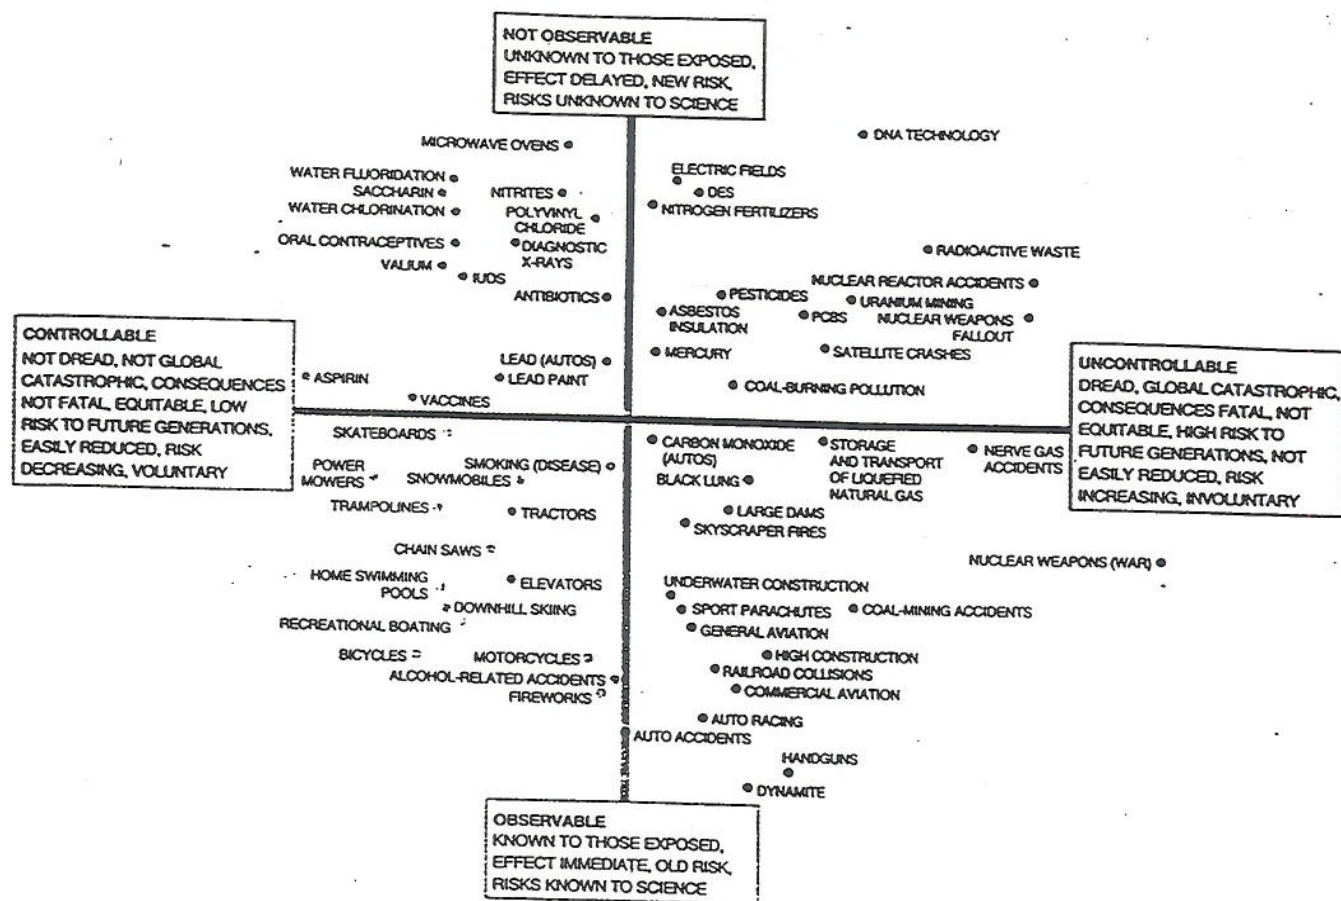 NOT OBSERVABLE
UNKNOWN TO THOSE EXPOSED,
EFFECT DELAYED, NEW RISK,
RISKS UNKNOWN TO SCIENCE
DNA TECHNOLOGY
MICROWAVE OVENS
ELECTRIC FIELDS
WATER FLUORIDATION
SACCHARIN
NITRITES
DES
WATER CHLORINATION
POLYVINYL
CHLORIDE
NITROGEN FERTILIZERS
ORAL CONTRACEPTIVES
DIAGNOSTIC
X-RAYS
RADIOACTIVE WASTE
VALIUM
IUDS
NUCLEAR REACTOR ACCIDENTS
ANTIBIOTICS
PESTICIDES
URANIUM MINING
ASBESTOS
INSULATION
PCBS
NUCLEAR WEAPONS
FALLOUT
CONTROLLABLE
NOT DREAD, NOT GLOBAL
CATASTROPHIC, CONSEQUENCES
NOT FATAL, EQUITABLE, LOW
RISK TO FUTURE GENERATIONS,
EASILY REDUCED, RISK
DECREASING, VOLUNTARY
LEAD (AUTOS)
MERCURY
SATELLITE CRASHES
ASPIRIN
LEAD PAINT
COAL-BURNING POLLUTION
VACCINES
UNCONTROLLABLE
DREAD, GLOBAL CATASTROPHIC,
CONSEQUENCES FATAL, NOT
EQUITABLE, HIGH RISK TO
FUTURE GENERATIONS, NOT
EASILY REDUCED, RISK
INCREASING, INVOLUNTARY
SKATEBOARDS
CARBON MONOXIDE
(AUTOS)
STORAGE
AND TRANSPORT
OF LIQUEFIED
NATURAL GAS
NERVE GAS
ACCIDENTS
POWER
MOWERS
SMOKING (DISEASE)
SNOWMOBILES
BLACK LUNG
TRAMPOLINES
TRACTORS
LARGE DAMS
SKYSCRAPER FIRES
CHAIN SAWS
NUCLEAR WEAPONS (WAR)
HOME SWIMMING
POOLS
ELEVATORS
UNDERWATER CONSTRUCTION
DOWNHILL SKIING
SPORT PARACHUTES
COAL-MINING ACCIDENTS
RECREATIONAL BOATING
GENERAL AVIATION
BICYCLES
MOTORCYCLES
HIGH CONSTRUCTION
ALCOHOL-RELATED ACCIDENTS
RAILROAD COLLISIONS
FIREWORKS
COMMERCIAL AVIATION
AUTO RACING
AUTO ACCIDENTS
HANDGUNS
DYNAMITE
OBSERVABLE
KNOWN TO THOSE EXPOSED,
EFFECT IMMEDIATE, OLD RISK,
RISKS KNOWN TO SCIENCE